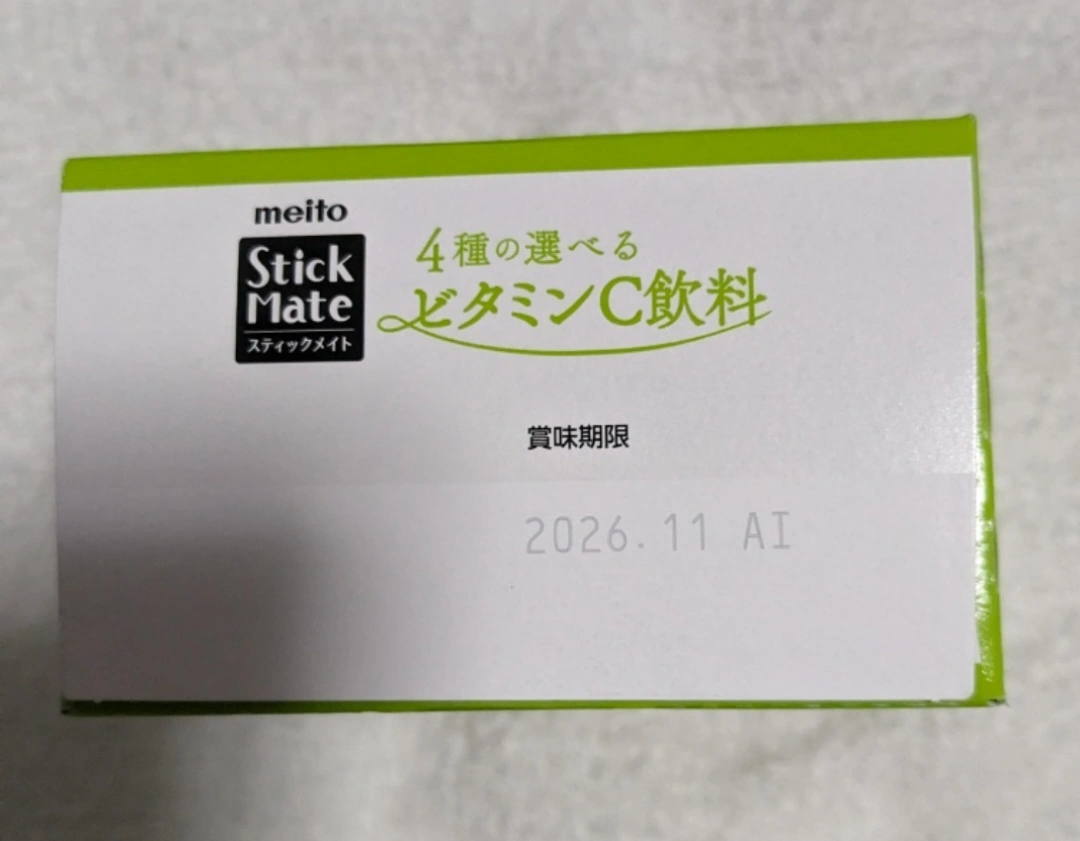 meito
Stick
Mate
スティックメイト
4種の選べる
ビタミンC飲料
賞味期限
2026.11 AI